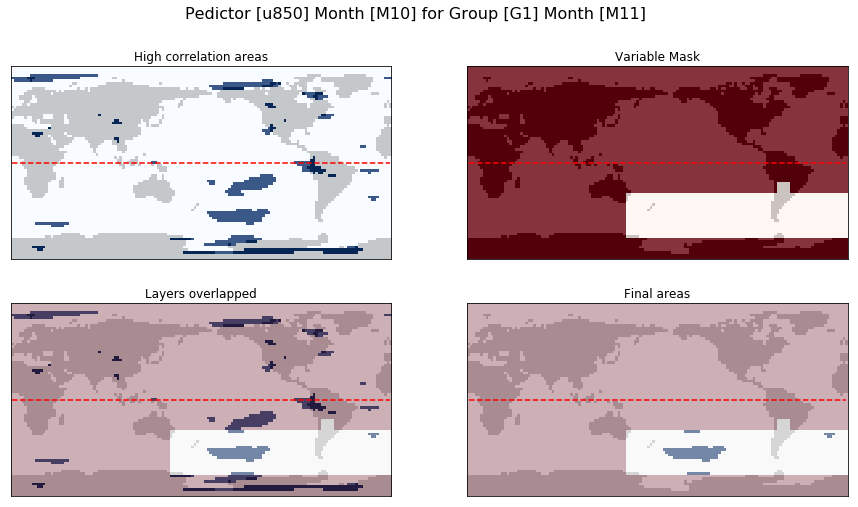 Pedictor [u850] Month [M10] for Group [G1] Month [M11]
High correlation areas
Variable Mask
Layers overlapped
Final areas